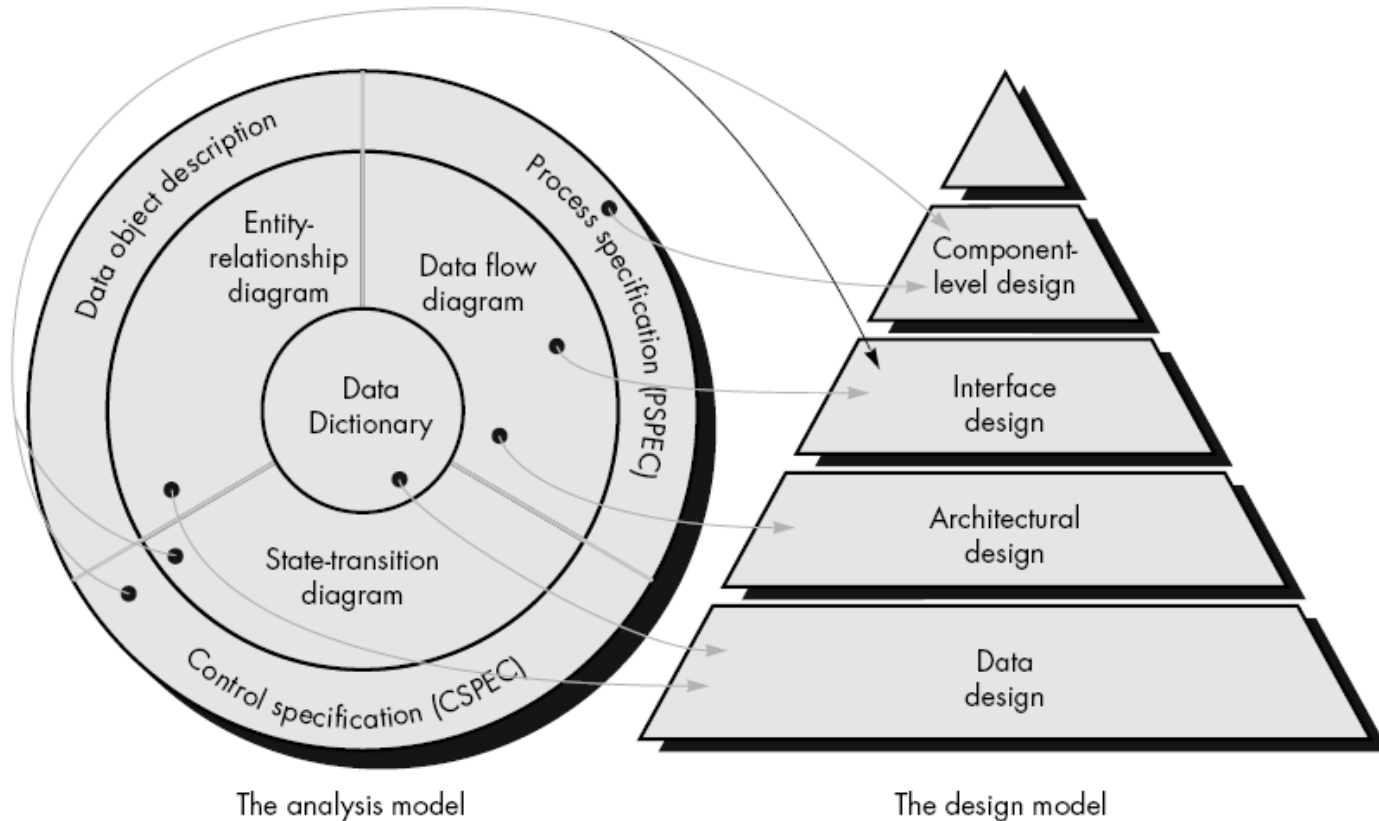 Data object description
Process specification (PSPEC)
Entity-
relationship
diagram
Data flow
diagram
Data
Dictionary
State-transition
diagram
Control specification (CSPEC)
The analysis model
Component-
level design
Interface
design
Architectural
design
Data
design
The design model